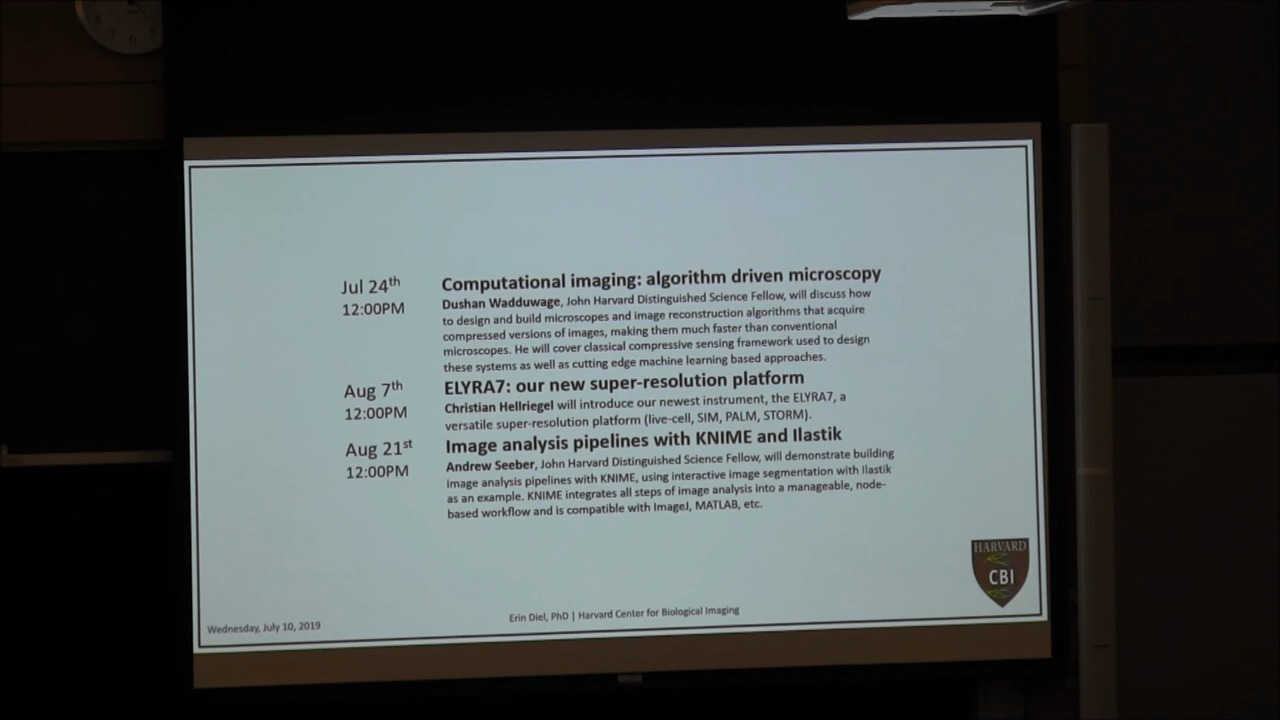 7 6 5
Jul 24th
12:00PM
Computational imaging: algorithm driven microscopy
Dushan Wadduwage, John Harvard Distinguished Science Fellow, will discuss how
to design and build microscopes and image reconstruction algorithms that acquire
compressed versions of images, making them much faster than conventional
microscopes. He will cover classical compressive sensing framework used to design
these systems as well as cutting edge machine learning based approaches.
Aug 7th
12:00PM
ELYRA7: our new super-resolution platform
Christian Hellriegel will introduce our newest instrument, the ELYRA7, a
versatile super-resolution platform (live-cell, SIM, PALM, STORM).
Aug 21st
12:00PM
Image analysis pipelines with KNIME and Ilastik
Andrew Seeber, John Harvard Distinguished Science Fellow, will demonstrate building
image analysis pipelines with KNIME, using interactive image segmentation with Ilastik
as an example. KNIME integrates all steps of image analysis into a manageable, node-
based workflow and is compatible with ImageJ, MATLAB, etc.
HARVARD
CBI
Wednesday, July 10, 2019
Erin Diel, PhD | Harvard Center for Biological Imaging